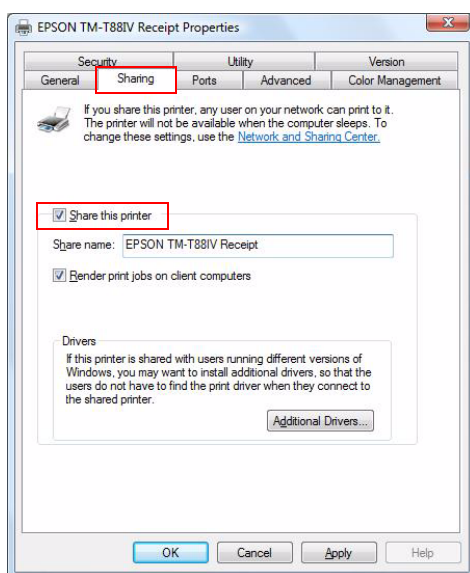 EPSON TM-T88IV Receipt Properties
Security Utility Version
General Sharing Ports Advanced Color Management
If you share this printer, any user on your network can print to it.
The printer will not be available when the computer sleeps. To
change these settings, use the Network and Sharing Center.
Share this printer
Share name: EPSON TM-T88IV Receipt
Render print jobs on client computers
Drivers
If this printer is shared with users running different versions of
Windows, you may want to install additional drivers, so that the
users do not have to find the print driver when they connect to
the shared printer.
Additional Drivers...
OK Cancel Apply Help